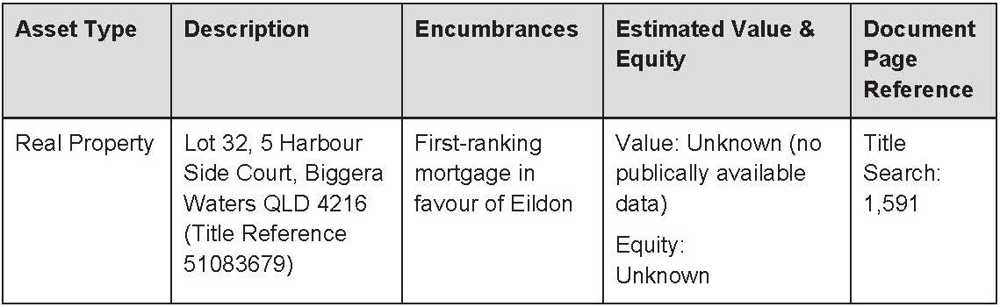 Asset Type
Description
Encumbrances
Estimated Value &
Equity
Document
Page
Reference
Real Property
Lot 32, 5 Harbour
Side Court, Biggera
Waters QLD 4216
(Title Reference
51083679)
First-ranking
mortgage in
favour of Eildon
Value: Unknown (no
publically available
data)
Equity:
Unknown
Title
Search:
1,591